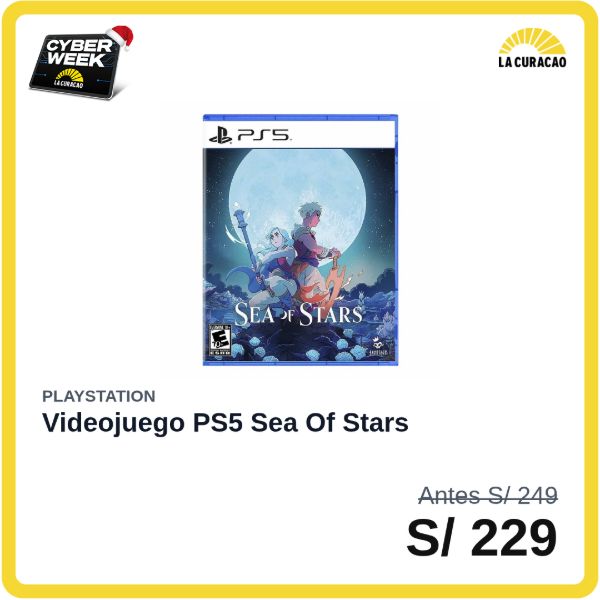 CYBER
WEEK
LA CURACAO
LA CURACAO
PS5
SEA OF STARS
E
PLAYSTATION
Videojuego PS5 Sea Of Stars
Antes S/ 249
S/ 229